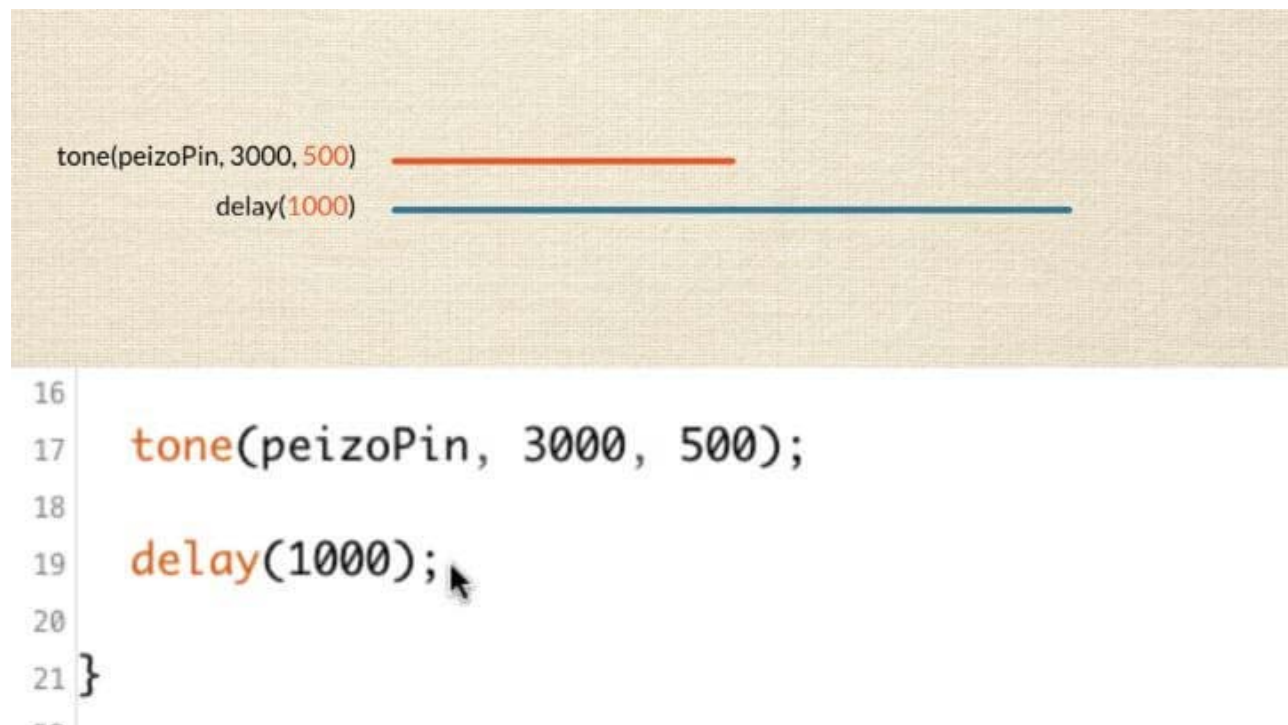 tone(peizoPin, 3000, 500)
delay(1000)
16
17 tone(peizoPin, 3000, 500);
18
19 delay(1000);
20
21 }